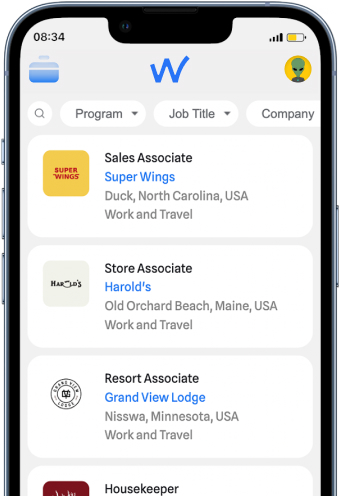 08:34
W
Program
Job Title
Company
SUPER
WINGS
Sales Associate
Super Wings
Duck, North Carolina, USA
Work and Travel
HAROLD'S
Store Associate
Harold's
Old Orchard Beach, Maine, USA
Work and Travel
GRAND VIEW
LODGE
Resort Associate
Grand View Lodge
Nisswa, Minnesota, USA
Work and Travel
Housekeeper